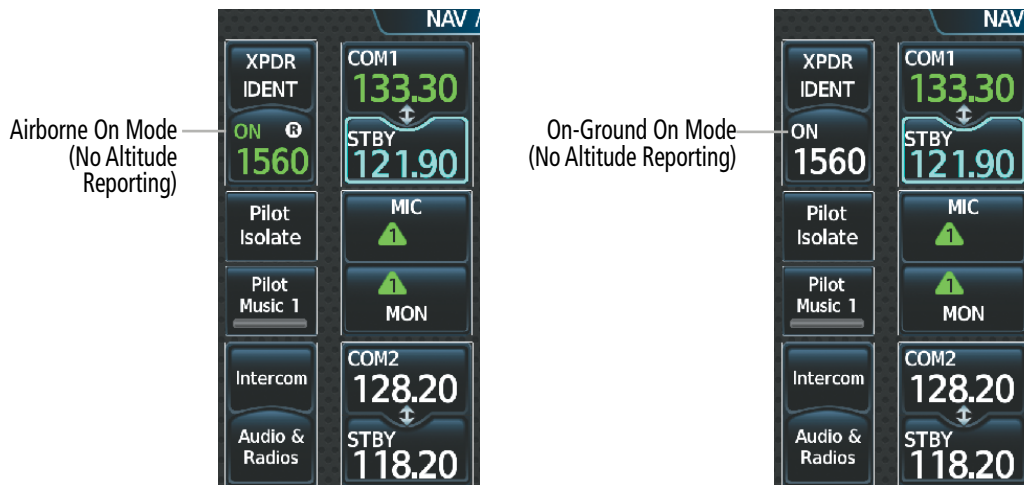 Airborne On Mode
(No Altitude
Reporting)
NAV
XPDR
IDENT
ON R
1560
COM1
133.30
STBY
121.90
Pilot
Isolate
MIC
1
Pilot
Music 1
1
MON
Intercom
COM2
128.20
Audio &
Radios
STBY
118.20
On-Ground On Mode
(No Altitude Reporting)
NAV
XPDR
IDENT
ON
1560
COM1
133.30
STBY
121.90
Pilot
Isolate
MIC
1
Pilot
Music 1
1
MON
Intercom
COM2
128.20
Audio &
Radios
STBY
118.20